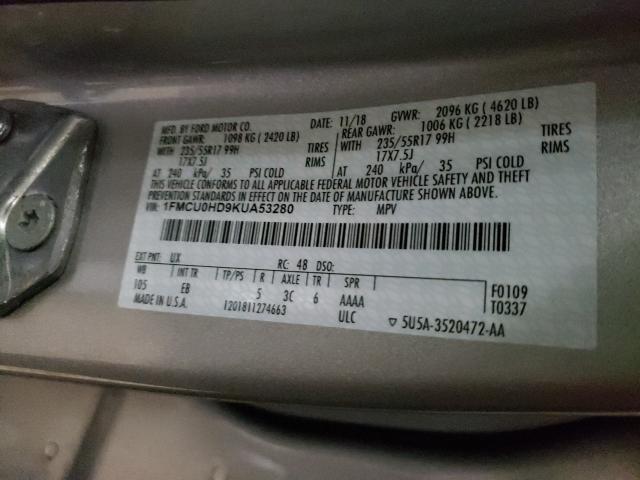 MFD. BY FORD MOTOR CO.
DATE: 11/18 GVWR: 2096 KG ( 4620 LB)
FRONT GAWR: 1098 KG ( 2420 LB)
REAR GAWR: 1006 KG ( 2218 LB)
WITH 235/55R17 99H TIRES
WITH 235/55R17 99H TIRES
17X7.5J RIMS
17X7.5J RIMS
AT 240 kPa/ 35 PSI COLD
AT 240 kPa/ 35 PSI COLD
THIS VEHICLE CONFORMS TO ALL APPLICABLE FEDERAL MOTOR VEHICLE SAFETY AND THEFT
PREVENTION STANDARDS IN EFFECT ON THE DATE OF MANUFACTURE SHOWN ABOVE.
VIN: 1FMCU0HD9KUA53280 TYPE: MPV
EXT PNT: UX RC: 48 DSO:
WB INT TR TP/PS R AXLE TR SPR
105 EB 5 3C 6 AAAA
F0109
T0337
MADE IN U.S.A. 1201811274663 ULC
5U5A-3520472-AA